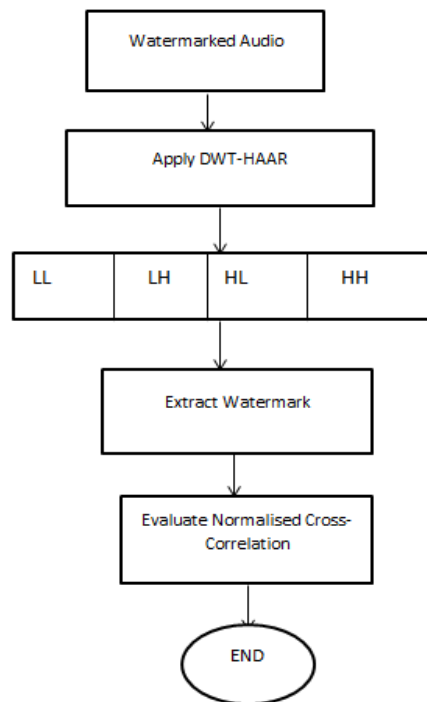 Watermarked Audio
Apply DWT-HAAR
LL LH HL HH
Extract Watermark
Evaluate Normalised Cross-
Correlation
END